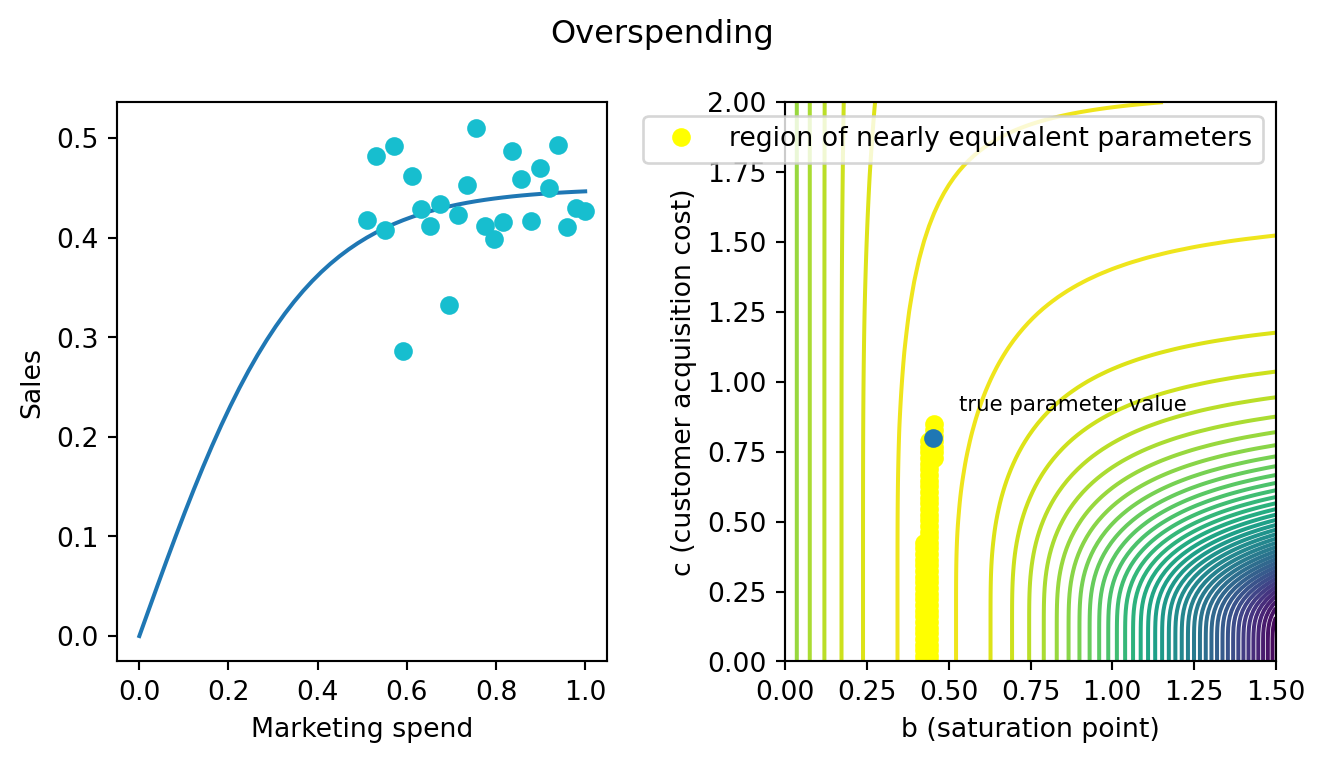 Overspending
Sales
0.5
0.4
0.3
0.2
0.1
0.0
0.0 0.2 0.4 0.6 0.8 1.0
Marketing spend
c (customer acquisition cost)
2.00
1.75
1.50
1.25
1.00
0.75
0.50
0.25
0.00
region of nearly equivalent parameters
true parameter value
0.00 0.25 0.50 0.75 1.00 1.25 1.50
b (saturation point)